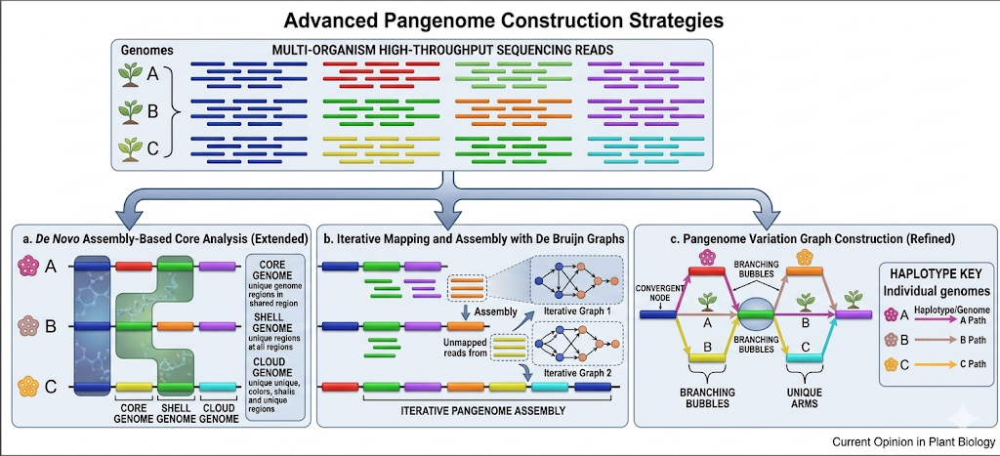 Advanced Pangenome Construction Strategies
Genomes
MULTI-ORGANISM HIGH-THROUGHPUT SEQUENCING READS
A
B
C
a. De Novo Assembly-Based Core Analysis (Extended)
A
B
C
CORE
GENOME
unique genome
regions in
shared region
SHELL
GENOME
unique regions
at all regions
CLOUD
GENOME
unique unique,
colors, shalis
and unique
regions
CORE
GENOME
SHELL
GENOME
CLOUD
GENOME
b. Iterative Mapping and Assembly with De Bruijn Graphs
Assembly
Iterative Graph 1
Unmapped
reads from
Iterative Graph 2
ITERATIVE PANGENOME ASSEMBLY
c. Pangenome Variation Graph Construction (Refined)
BRANCHING
BUBBLES
CONVERGENT
NODE
A
B
BRANCHING
BUBBLES
B
C
BRANCHING
BUBBLES
UNIQUE
ARMS
HAPLOTYPE KEY
Individual genomes
A
Haplotype/Genome
A Path
B
B Path
C
C Path
Current Opinion in Plant Biology